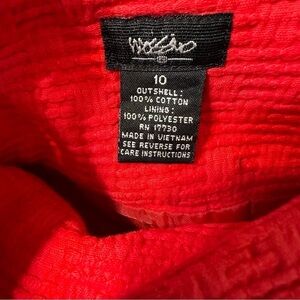 Mossimo
10
OUTSHELL:
100% COTTON
LINING:
100% POLYESTER
RN 17730
MADE IN VIETNAM
SEE REVERSE FOR
CARE INSTRUCTIONS